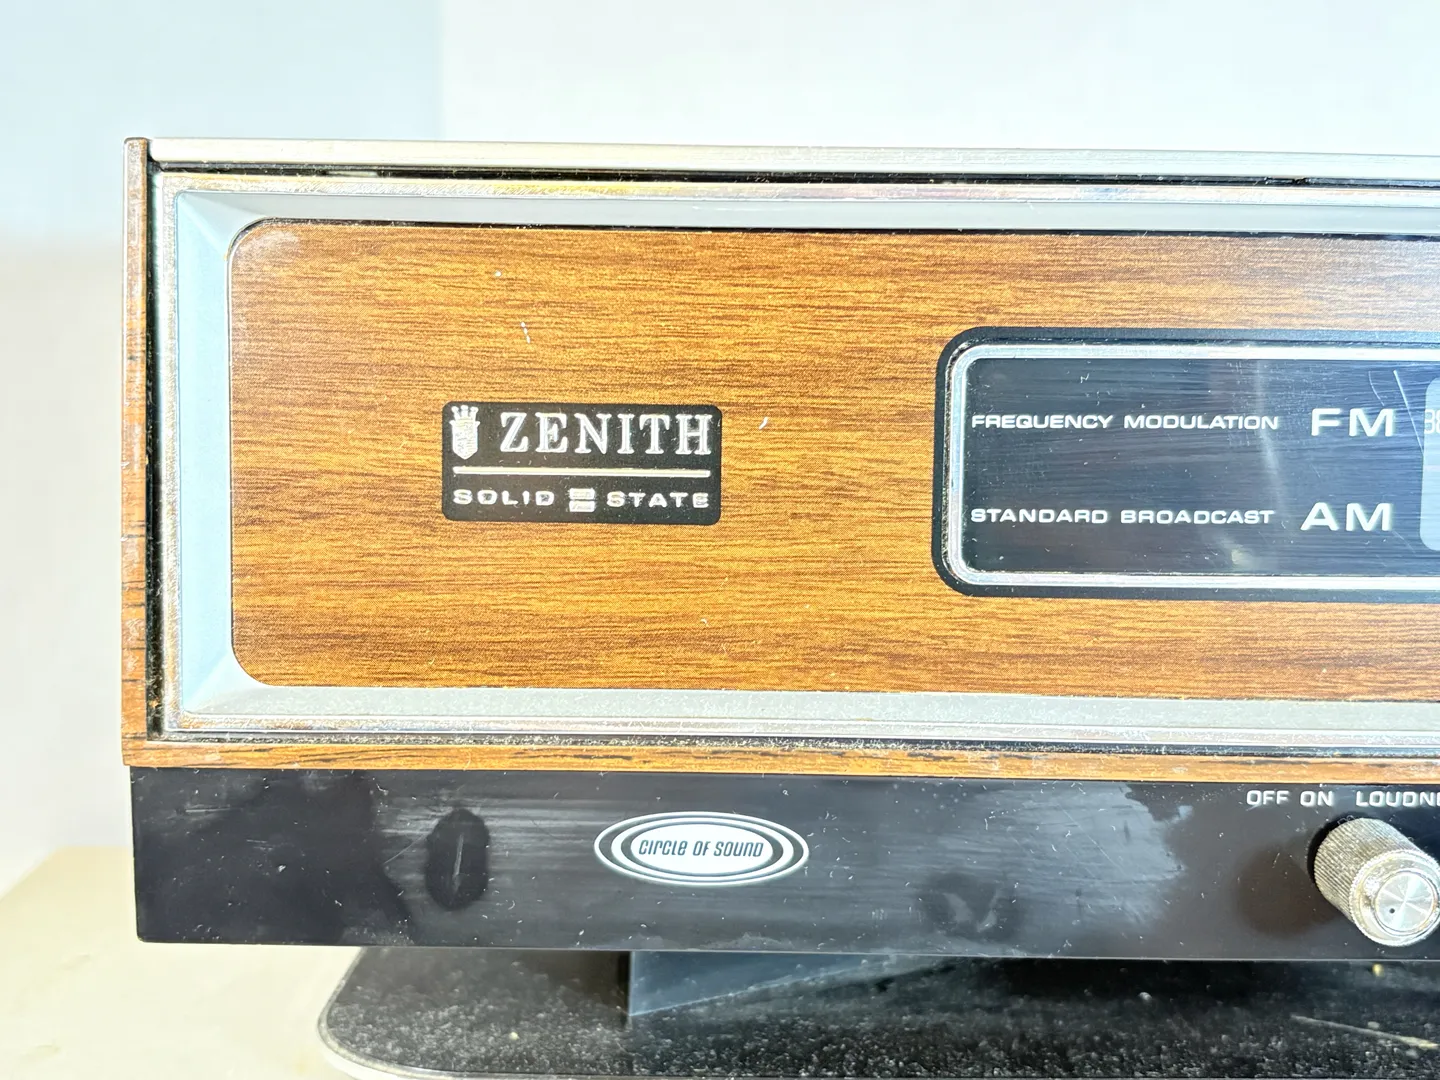 ZENITH
SOLID STATE
FREQUENCY MODULATION FM
STANDARD BROADCAST AM
OFF ON
CIRCLE OF SOUND